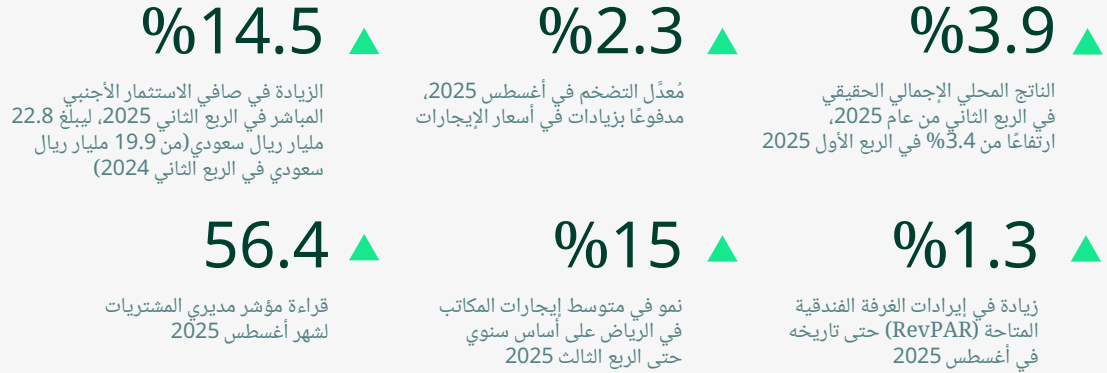 %3.9
الناتج المحلي الإجمالي الحقيقي
في الربع الثاني من عام 2025،
ارتفاعًا من 3.4% في الربع الأول 2025
%2.3
مُعدَّل التضخم في أغسطس 2025،
مدفوعًا بزيادات في أسعار الإيجارات
%14.5
الزيادة في صافي الاستثمار الأجنبي
المباشر في الربع الثاني 2025، ليبلغ 22.8
مليار ريال سعودي(من 19.9 مليار ريال
سعودي في الربع الثاني 2024)
%1.3
زيادة في إيرادات الغرفة الفندقية
المتاحة (RevPAR) حتى تاريخه
في أغسطس 2025
%15
نمو في متوسط إيجارات المكاتب
في الرياض على أساس سنوي
حتى الربع الثالث 2025
56.4
قراءة مؤشر مديري المشتريات
لشهر أغسطس 2025